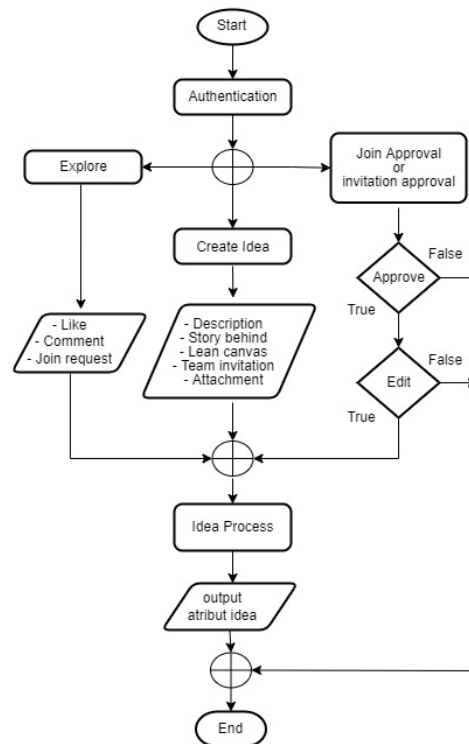 Start
Authentication
Explore
Join Approval
or
invitation approval
Create Idea
Approve
False
True
- Like
- Comment
- Join request
- Description
- Story behind
- Lean canvas
- Team invitation
- Attachment
Edit
False
True
Idea Process
output
atribut idea
End